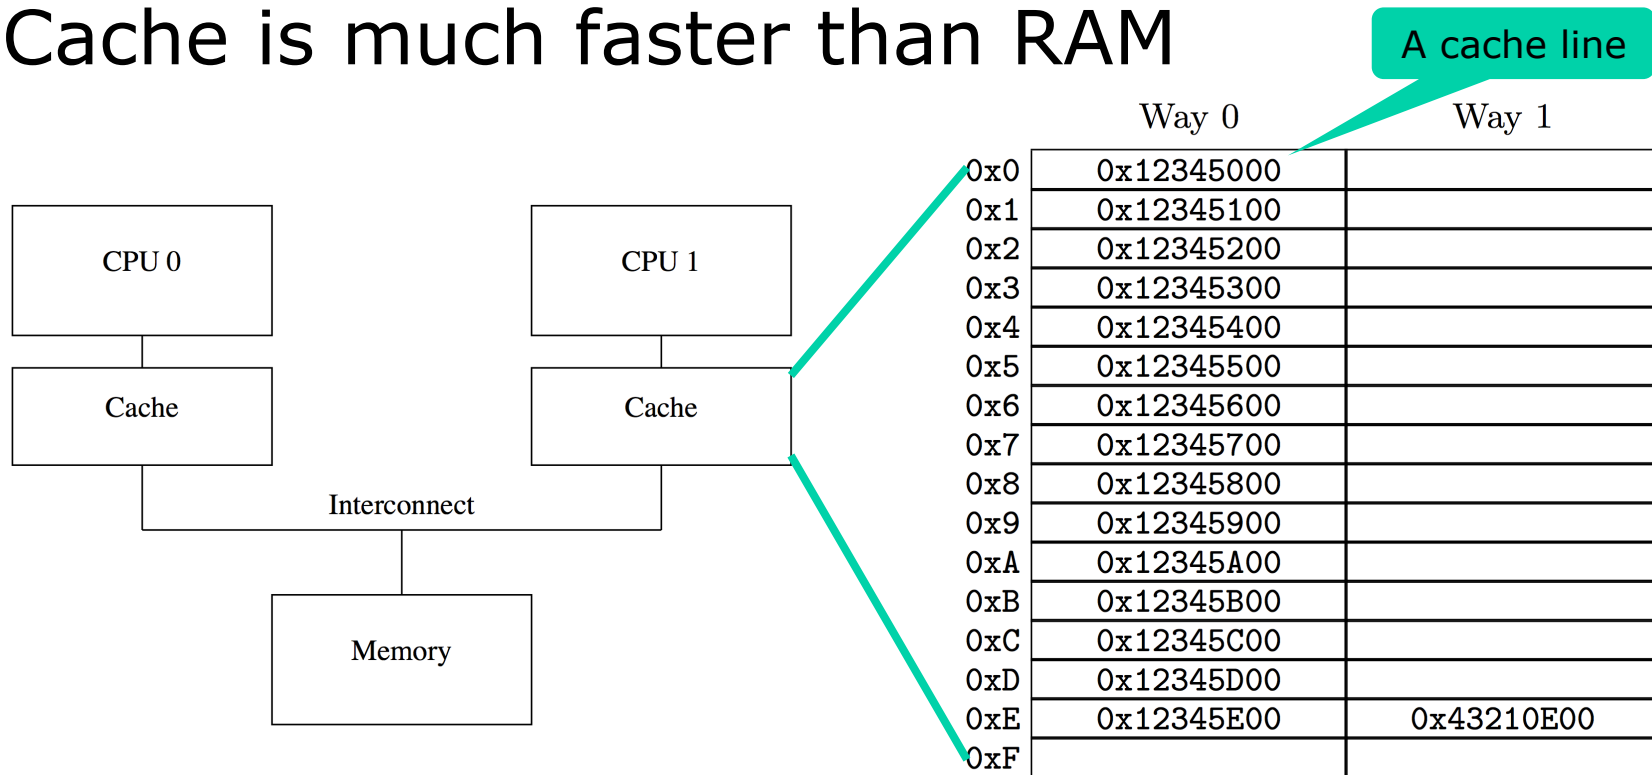 Cache is much faster than RAM
A cache line
CPU 0
CPU 1
Cache
Cache
Interconnect
Memory
Way 0 Way 1
0x0 0x12345000
0x1 0x12345100
0x2 0x12345200
0x3 0x12345300
0x4 0x12345400
0x5 0x12345500
0x6 0x12345600
0x7 0x12345700
0x8 0x12345800
0x9 0x12345900
0xA 0x12345A00
0xB 0x12345B00
0xC 0x12345C00
0xD 0x12345D00
0xE 0x12345E00 0x43210E00
0xF